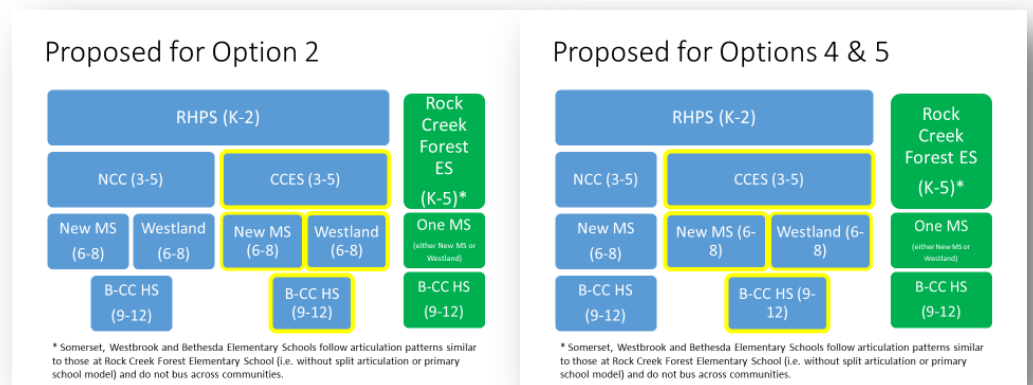 Proposed for Option 2
RHPS (K-2)
Rock
Creek
Forest
ES
(K-5)*
NCC (3-5)
CCES (3-5)
New MS
(6-8)
Westland
(6-8)
New MS
(6-8)
Westland
(6-8)
One MS
(either New MS or
Westland)
B-CC HS
(9-12)
B-CC HS
(9-12)
B-CC HS
(9-12)
* Somerset, Westbrook and Bethesda Elementary Schools follow articulation patterns similar
to those at Rock Creek Forest Elementary School (i.e. without split articulation or primary
school model) and do not bus across communities.
Proposed for Options 4 & 5
RHPS (K-2)
Rock
Creek
Forest ES
(K-5)*
NCC (3-5)
CCES (3-5)
New MS
(6-8)
New MS (6-
8)
Westland (6-
8)
One MS
(either New MS or
Westland)
B-CC HS
(9-12)
B-CC HS (9-
12)
B-CC HS
(9-12)
* Somerset, Westbrook and Bethesda Elementary Schools follow articulation patterns similar
to those at Rock Creek Forest Elementary School (i.e. without split articulation or primary
school model) and do not bus across communities.